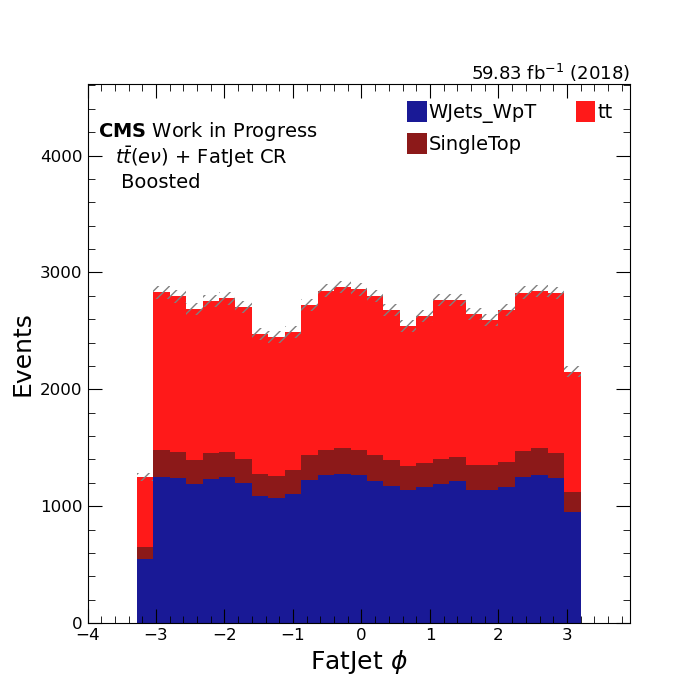 59.83 fb⁻¹ (2018)
WJets_WpT tt
SingleTop
CMS Work in Progress
tt̄(eν) + FatJet CR
Boosted
4000
3000
2000
1000
0
Events
−4 −3 −2 −1 0 1 2 3
FatJet ϕ